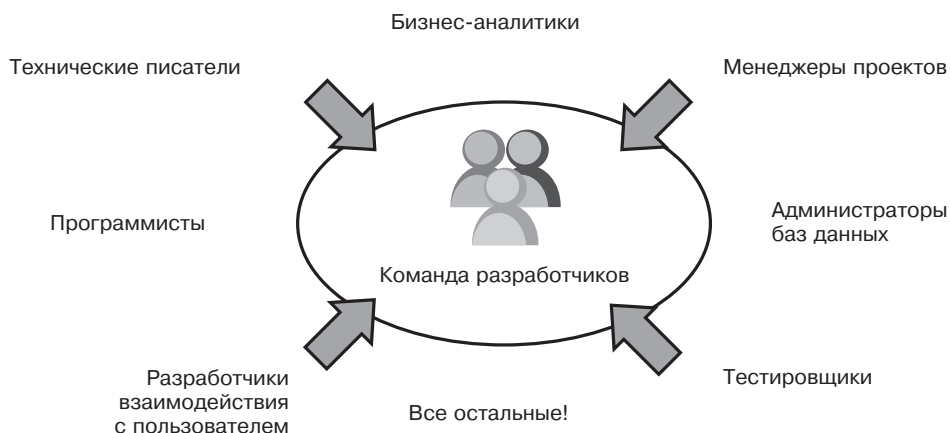 Бизнес-аналитики
Технические писатели
Менеджеры проектов
Программисты
Администраторы
баз данных
Команда разработчиков
Разработчики
взаимодействия
с пользователем
Тестировщики
Все остальные!